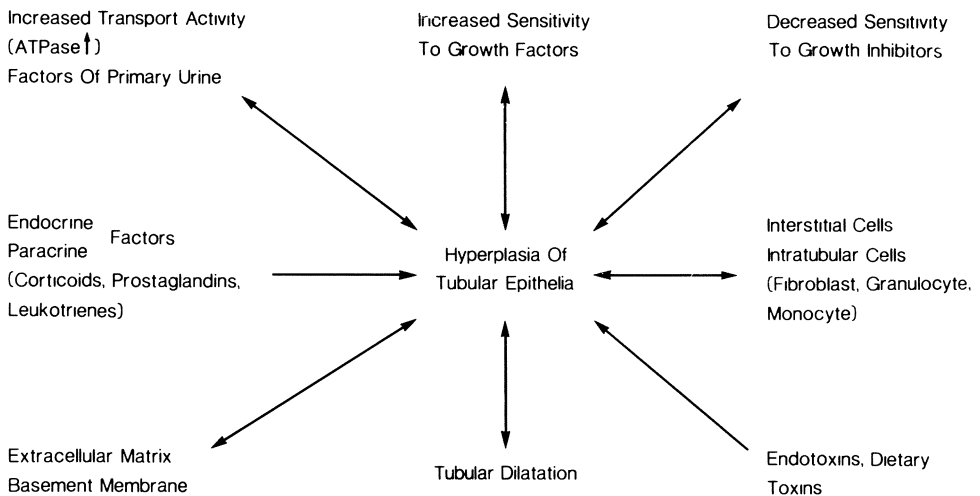 Increased Transport Activity
(ATPase↑)
Factors Of Primary Urine
Increased Sensitivity
To Growth Factors
Decreased Sensitivity
To Growth Inhibitors
Endocrine
Paracrine Factors
(Corticoids, Prostaglandins,
Leukotrienes)
Hyperplasia Of
Tubular Epithelia
Interstitial Cells
Intratubular Cells
(Fibroblast, Granulocyte,
Monocyte)
Extracellular Matrix
Basement Membrane
Tubular Dilatation
Endotoxins, Dietary
Toxins